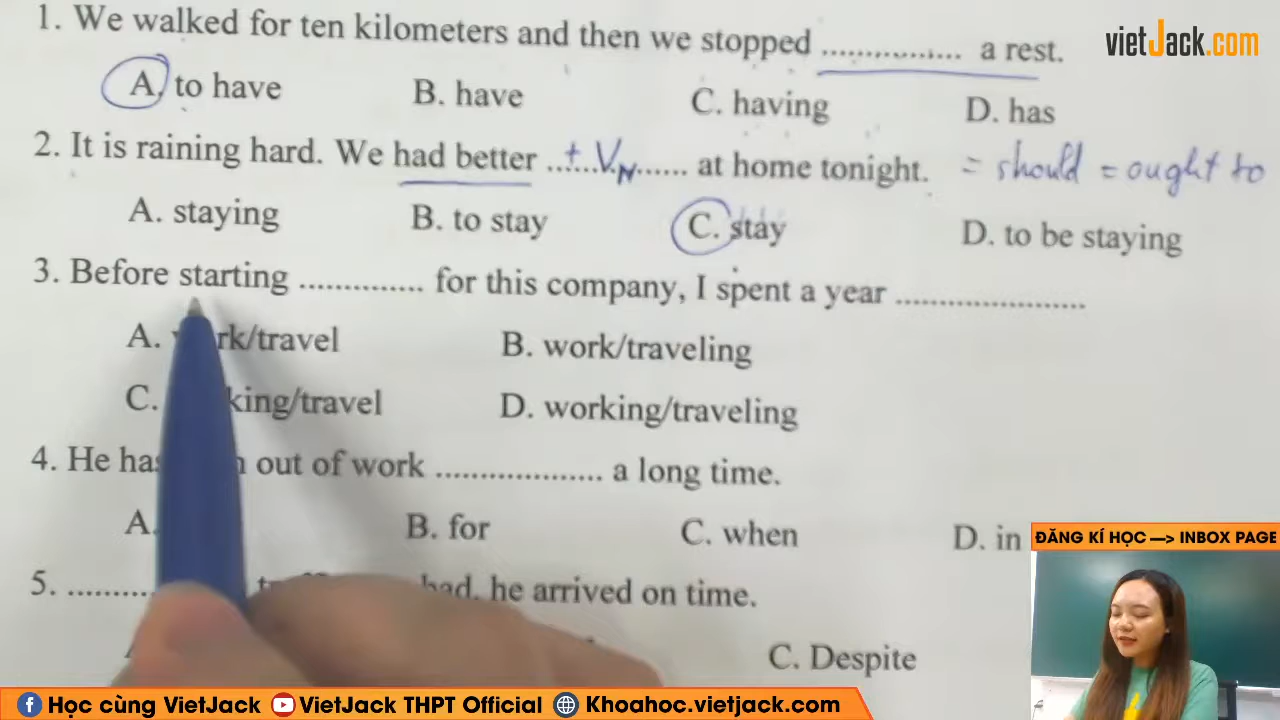 1. We walked for ten kilometers and then we stopped ................ a rest.
vietJack.com
A. to have B. have C. having D. has
2. It is raining hard. We had better ...+ VN...... at home tonight. = should = ought to
A. staying B. to stay C. stay D. to be staying
3. Before starting .............. for this company, I spent a year .....................
A. /travel B. work/traveling
C. /travel D. working/traveling
4. He out of work ................... a long time.
A. B. for C. when D. in
5. ......... bad, he arrived on time.
C. Despite
ĐĂNG KÍ HỌC —> INBOX PAGE
Học cùng VietJack VietJack THPT Official Khoahoc.vietjack.com